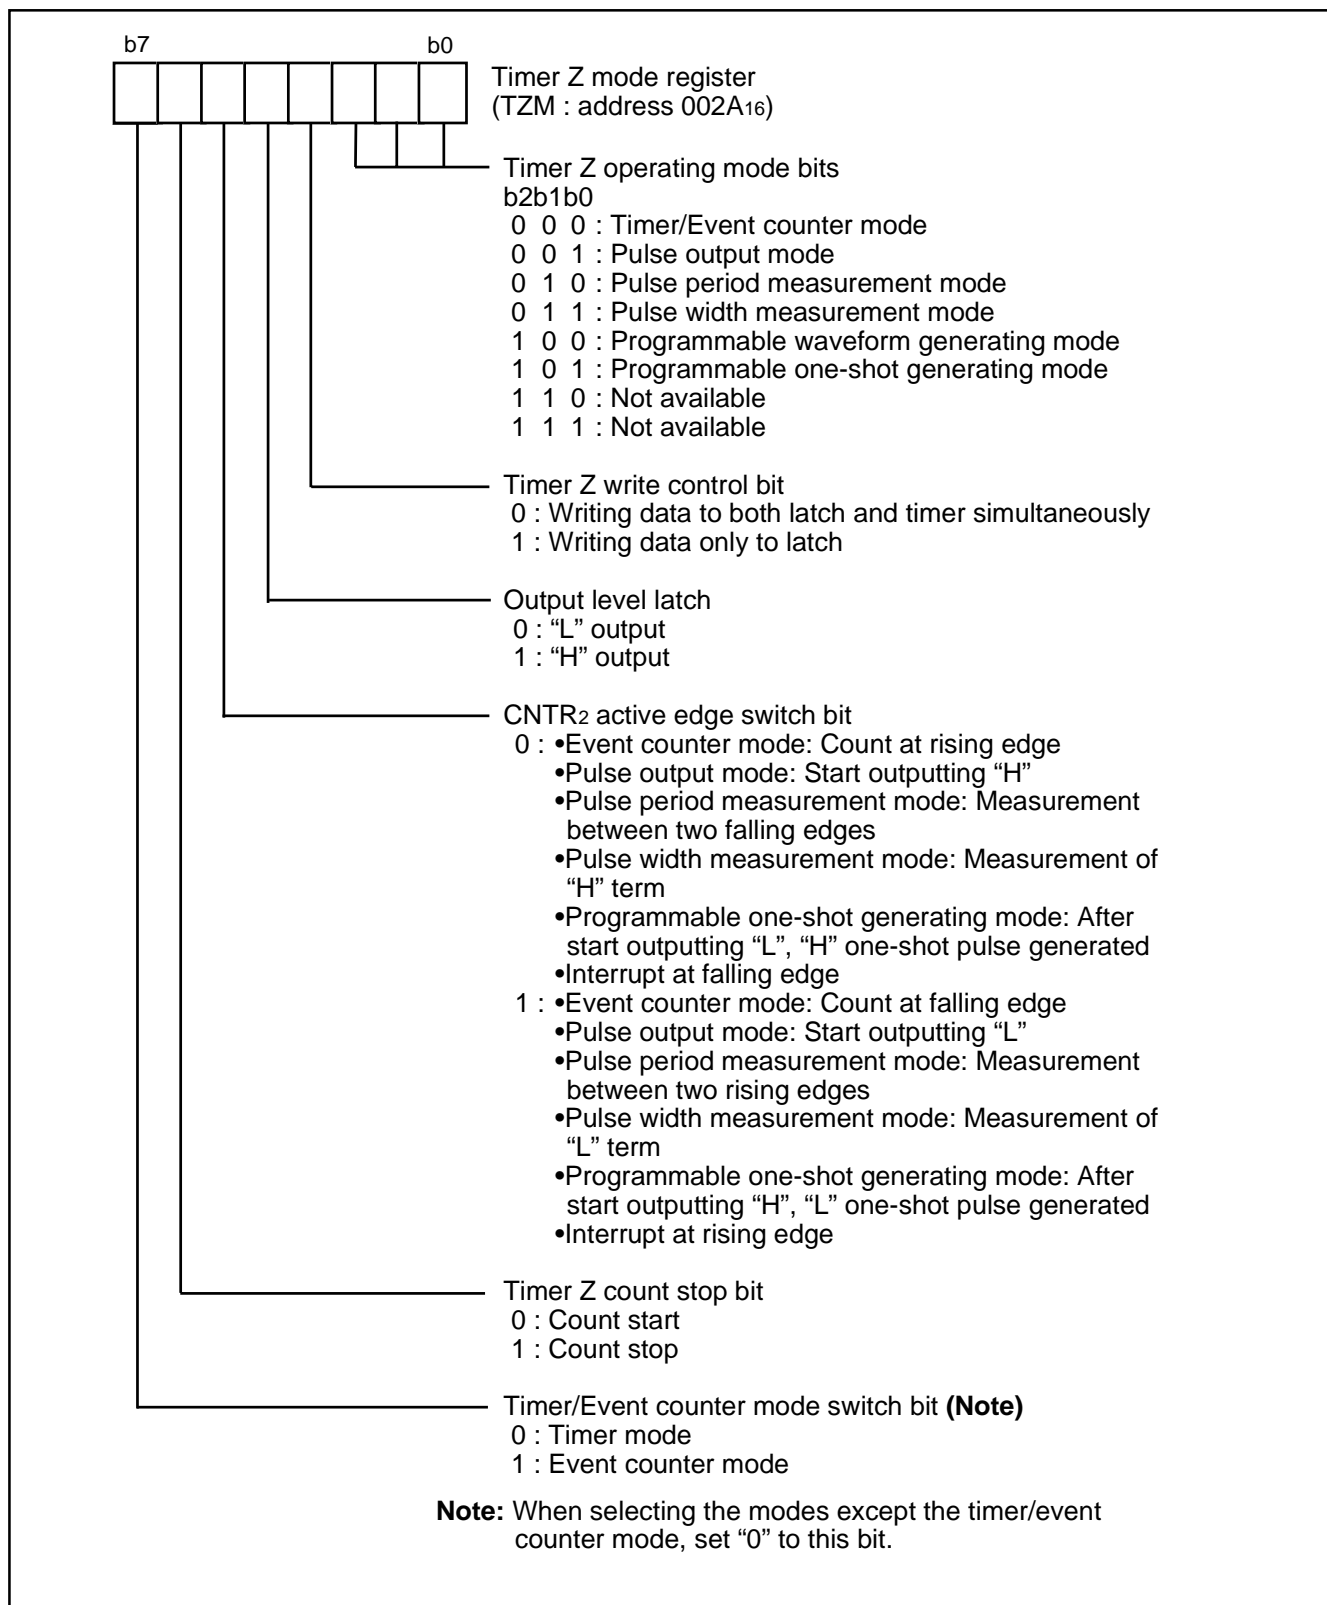 b7 b0
Timer Z mode register
(TZM : address 002A16)
Timer Z operating mode bits
b2b1b0
0 0 0 : Timer/Event counter mode
0 0 1 : Pulse output mode
0 1 0 : Pulse period measurement mode
0 1 1 : Pulse width measurement mode
1 0 0 : Programmable waveform generating mode
1 0 1 : Programmable one-shot generating mode
1 1 0 : Not available
1 1 1 : Not available
Timer Z write control bit
0 : Writing data to both latch and timer simultaneously
1 : Writing data only to latch
Output level latch
0 : “L” output
1 : “H” output
CNTR2 active edge switch bit
0 : •Event counter mode: Count at rising edge
•Pulse output mode: Start outputting “H”
•Pulse period measurement mode: Measurement
between two falling edges
•Pulse width measurement mode: Measurement of
“H” term
•Programmable one-shot generating mode: After
start outputting “L”, “H” one-shot pulse generated
•Interrupt at falling edge
1 : •Event counter mode: Count at falling edge
•Pulse output mode: Start outputting “L”
•Pulse period measurement mode: Measurement
between two rising edges
•Pulse width measurement mode: Measurement of
“L” term
•Programmable one-shot generating mode: After
start outputting “H”, “L” one-shot pulse generated
•Interrupt at rising edge
Timer Z count stop bit
0 : Count start
1 : Count stop
Timer/Event counter mode switch bit (Note)
0 : Timer mode
1 : Event counter mode
Note: When selecting the modes except the timer/event
counter mode, set “0” to this bit.